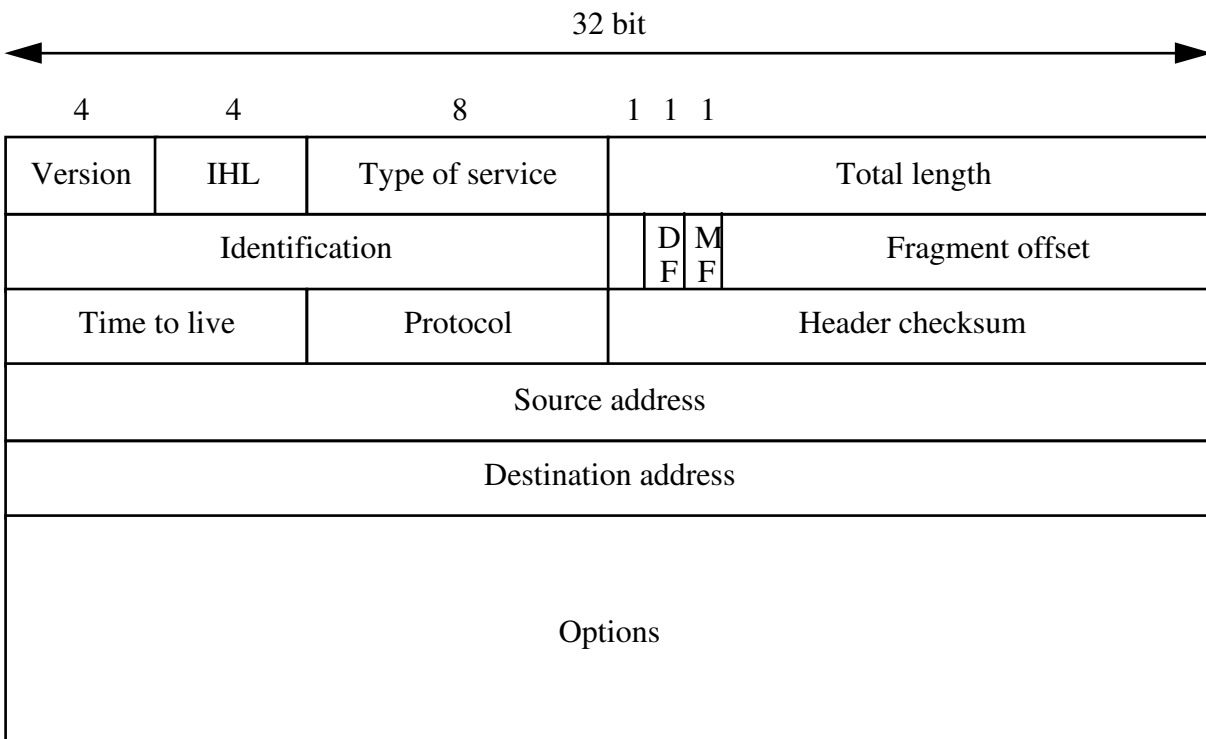 32 bit
4 4 8 1 1 1
Version IHL Type of service Total length
Identification D F M F Fragment offset
Time to live Protocol Header checksum
Source address
Destination address
Options